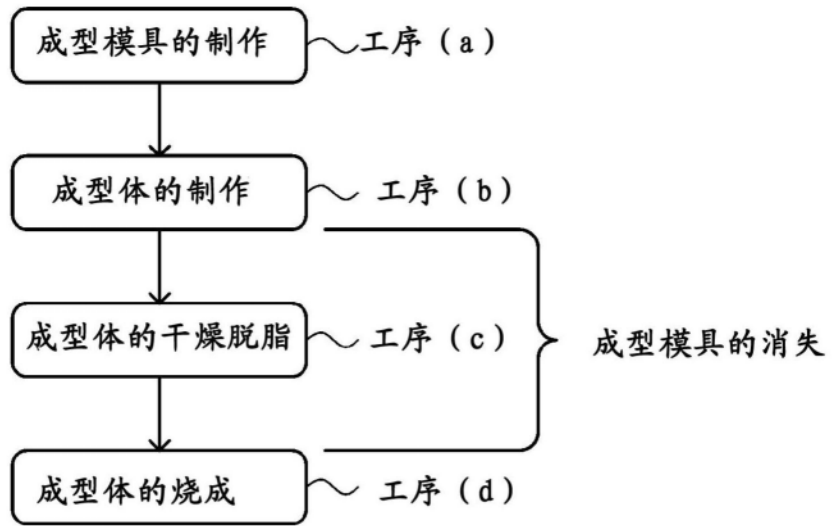 成型模具的制作 工序（a）
成型体的制作 工序（b）
成型体的干燥脱脂 工序（c）
成型模具的消失
成型体的烧成 工序（d）